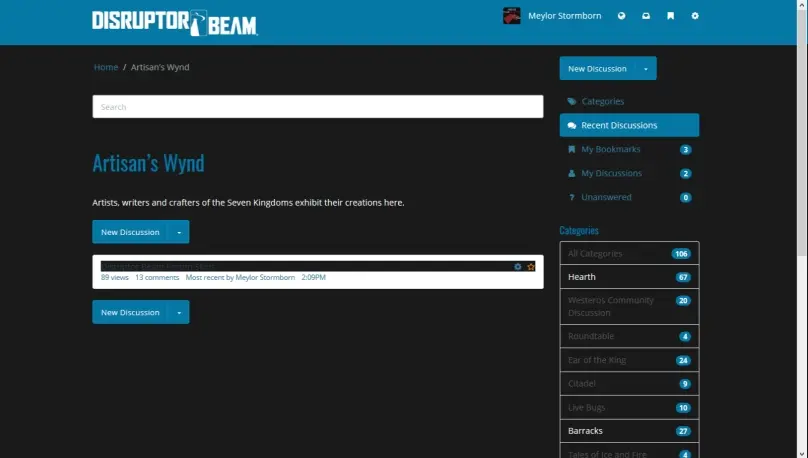 DISRUPTOR BEAM
Meylor Stormborn
Home / Artisan's Wynd
New Discussion
Search
Categories
Recent Discussions
My Bookmarks 3
My Discussions 2
Unanswered 0
Artisan's Wynd
Artists, writers and crafters of the Seven Kingdoms exhibit their creations here.
New Discussion
89 views 13 comments Most recent by Meylor Stormborn 2:09PM
New Discussion
Categories
All Categories 106
Hearth 67
Westeros Community
Discussion 20
Roundtable 4
Ear of the King 24
Citadel 9
Live Bugs 10
Barracks 27
Tales of Ice and Fire 4